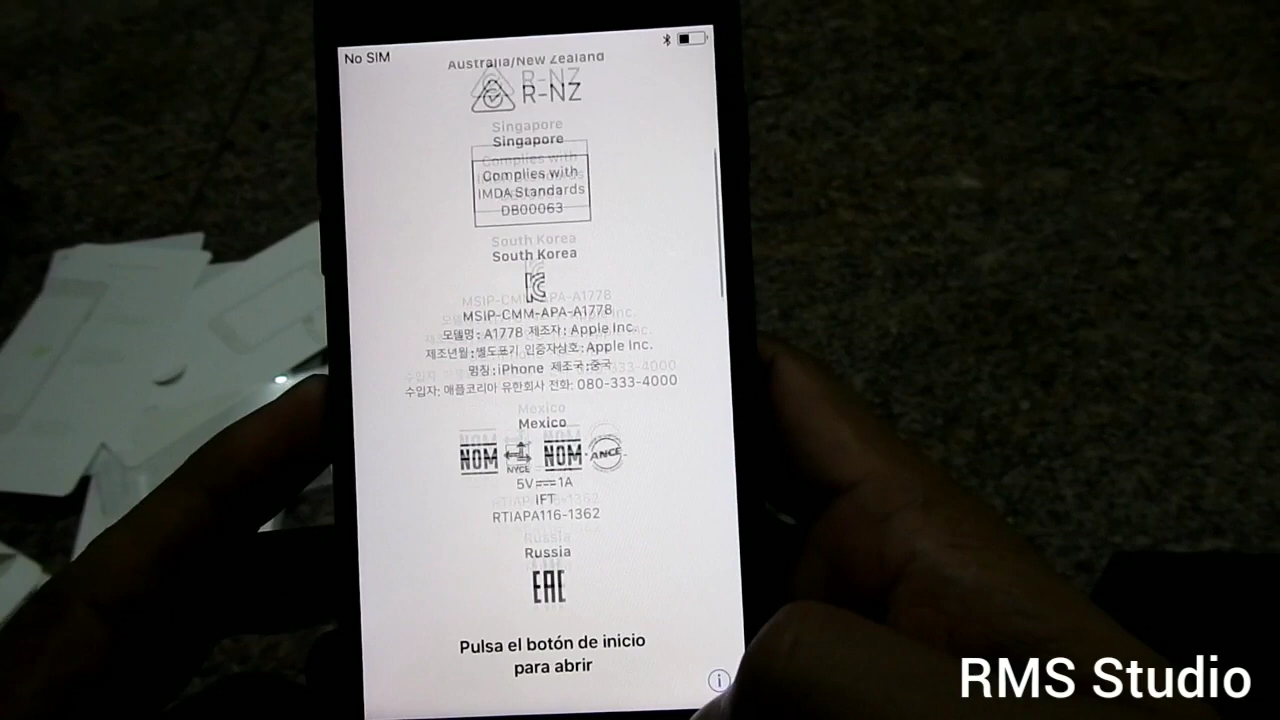 No SIM
Australia/New Zealand
R-NZ
Singapore
Complies with
IMDA Standards
DB00063
South Korea
MSIP-CMM-APA-A1778
모델명: A1778 제조자: Apple Inc.
제조년월:별도표기 인증자상호:Apple Inc.
명칭:iPhone 제조국:중국
수입자: 애플코리아 유한회사 전화: 080-333-4000
Mexico
NOM NYCE NOM ANCE
5V⎓1A
IFT
RTIAPA116-1362
Russia
EAC
Pulsa el botón de inicio
para abrir
RMS Studio